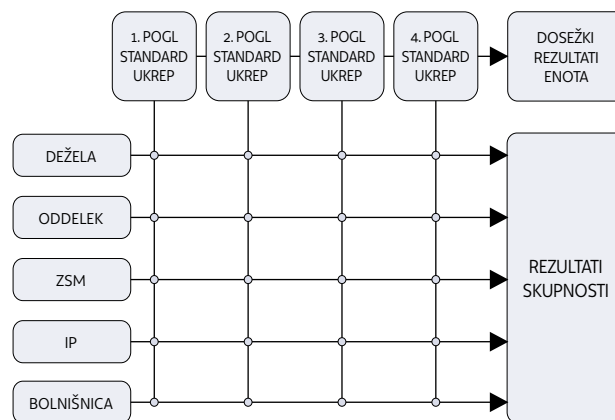 1. POGL
STANDARD
UKREP
2. POGL
STANDARD
UKREP
3. POGL
STANDARD
UKREP
4. POGL
STANDARD
UKREP
DOSEŽKI
REZULTATI
ENOTA
DEŽELA
ODDELEK
ZSM
IP
BOLNIŠNICA
REZULTATI
SKUPNOSTI